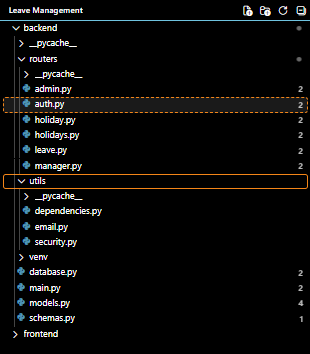 Leave Management
backend
__pycache__
routers
__pycache__
admin.py 2
auth.py 2
holiday.py 2
holidays.py 2
leave.py 2
manager.py 2
utils
__pycache__
dependencies.py
email.py
security.py
venv
database.py 2
main.py 2
models.py 4
schemas.py 1
frontend